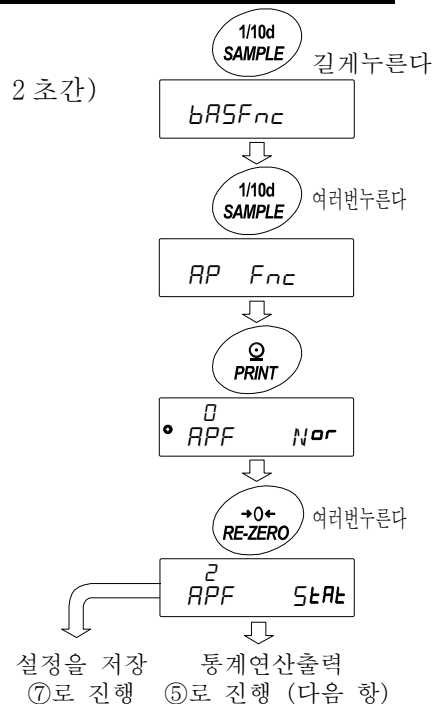 1/10d
SAMPLE
길게누른다
2 초간)
bASFnc
1/10d
SAMPLE
여러번누른다
AP Fnc
PRINT
0
APF Nor
→0←
RE-ZERO
여러번누른다
2
APF StAt
설정을 저장
⑦로 진행
통계연산출력
⑤로 진행 (다음 항)